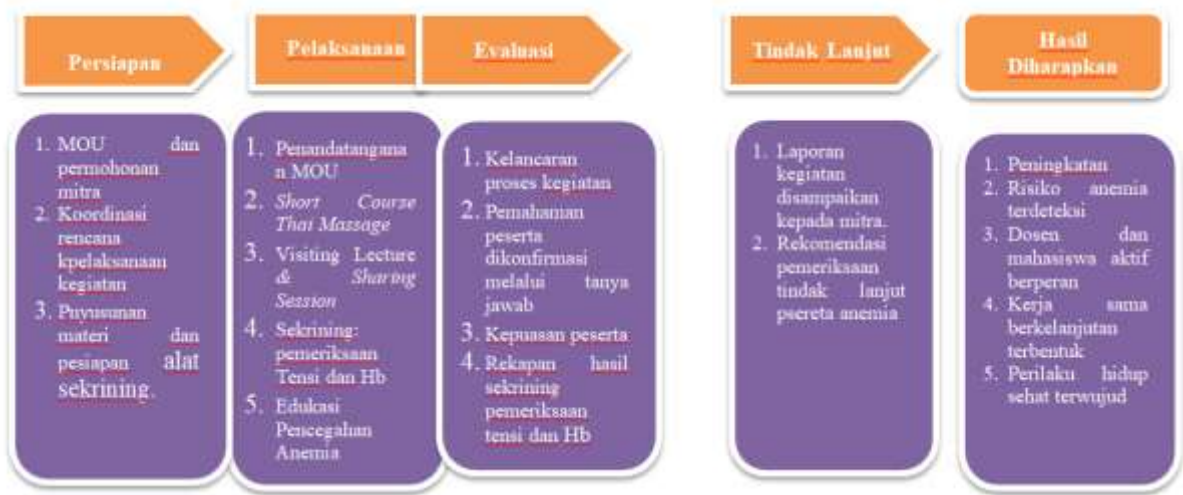 Persiapan
1. MOU dan
permohonan
mitra
2. Koordinasi
rencana
kpelaksanaan
kegiatan
3. Puyusunan
materi dan
pesiapan alat
sekrining.
Pelaksanaan
1. Penandatangana
n MOU
2. Short Course
Thai Massage
3. Visiting Lecture
& Sharing
Session
4. Sekrining:
pemeriksaan
Tensi dan Hb
5. Edukasi
Pencegahan
Anemia
Evaluasi
1. Kelancaran
proses kegiatan
2. Pemahaman
peserta
dikonfirmasi
melalui tanya
jawab
3. Kepuasan peserta
4. Rekapan hasil
sekrining
pemeriksaan
tensi dan Hb
Tindak Lanjut
1. Laporan
kegiatan
disampaikan
kepada mitra.
2. Rekomendasi
pemeriksaan
tindak lanjut
psereta anemia
Hasil
Diharapkan
1. Peningkatan
2. Risiko anemia
terdeteksi
3. Dosen dan
mahasiswa aktif
berperan
4. Kerja sama
berkelanjutan
terbentuk
5. Perilaku hidup
sehat terwujud